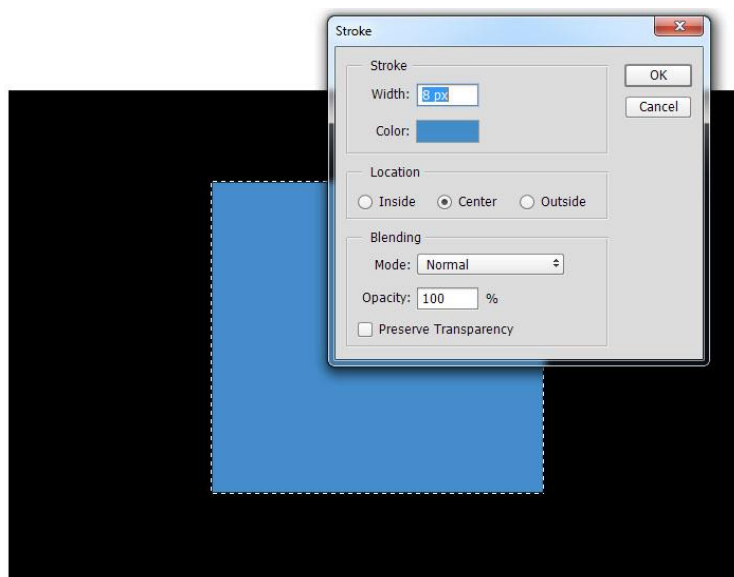 Stroke
Stroke
OK
Width: 8 px
Cancel
Color:
Location
Inside Center Outside
Blending
Mode: Normal
Opacity: 100 %
Preserve Transparency